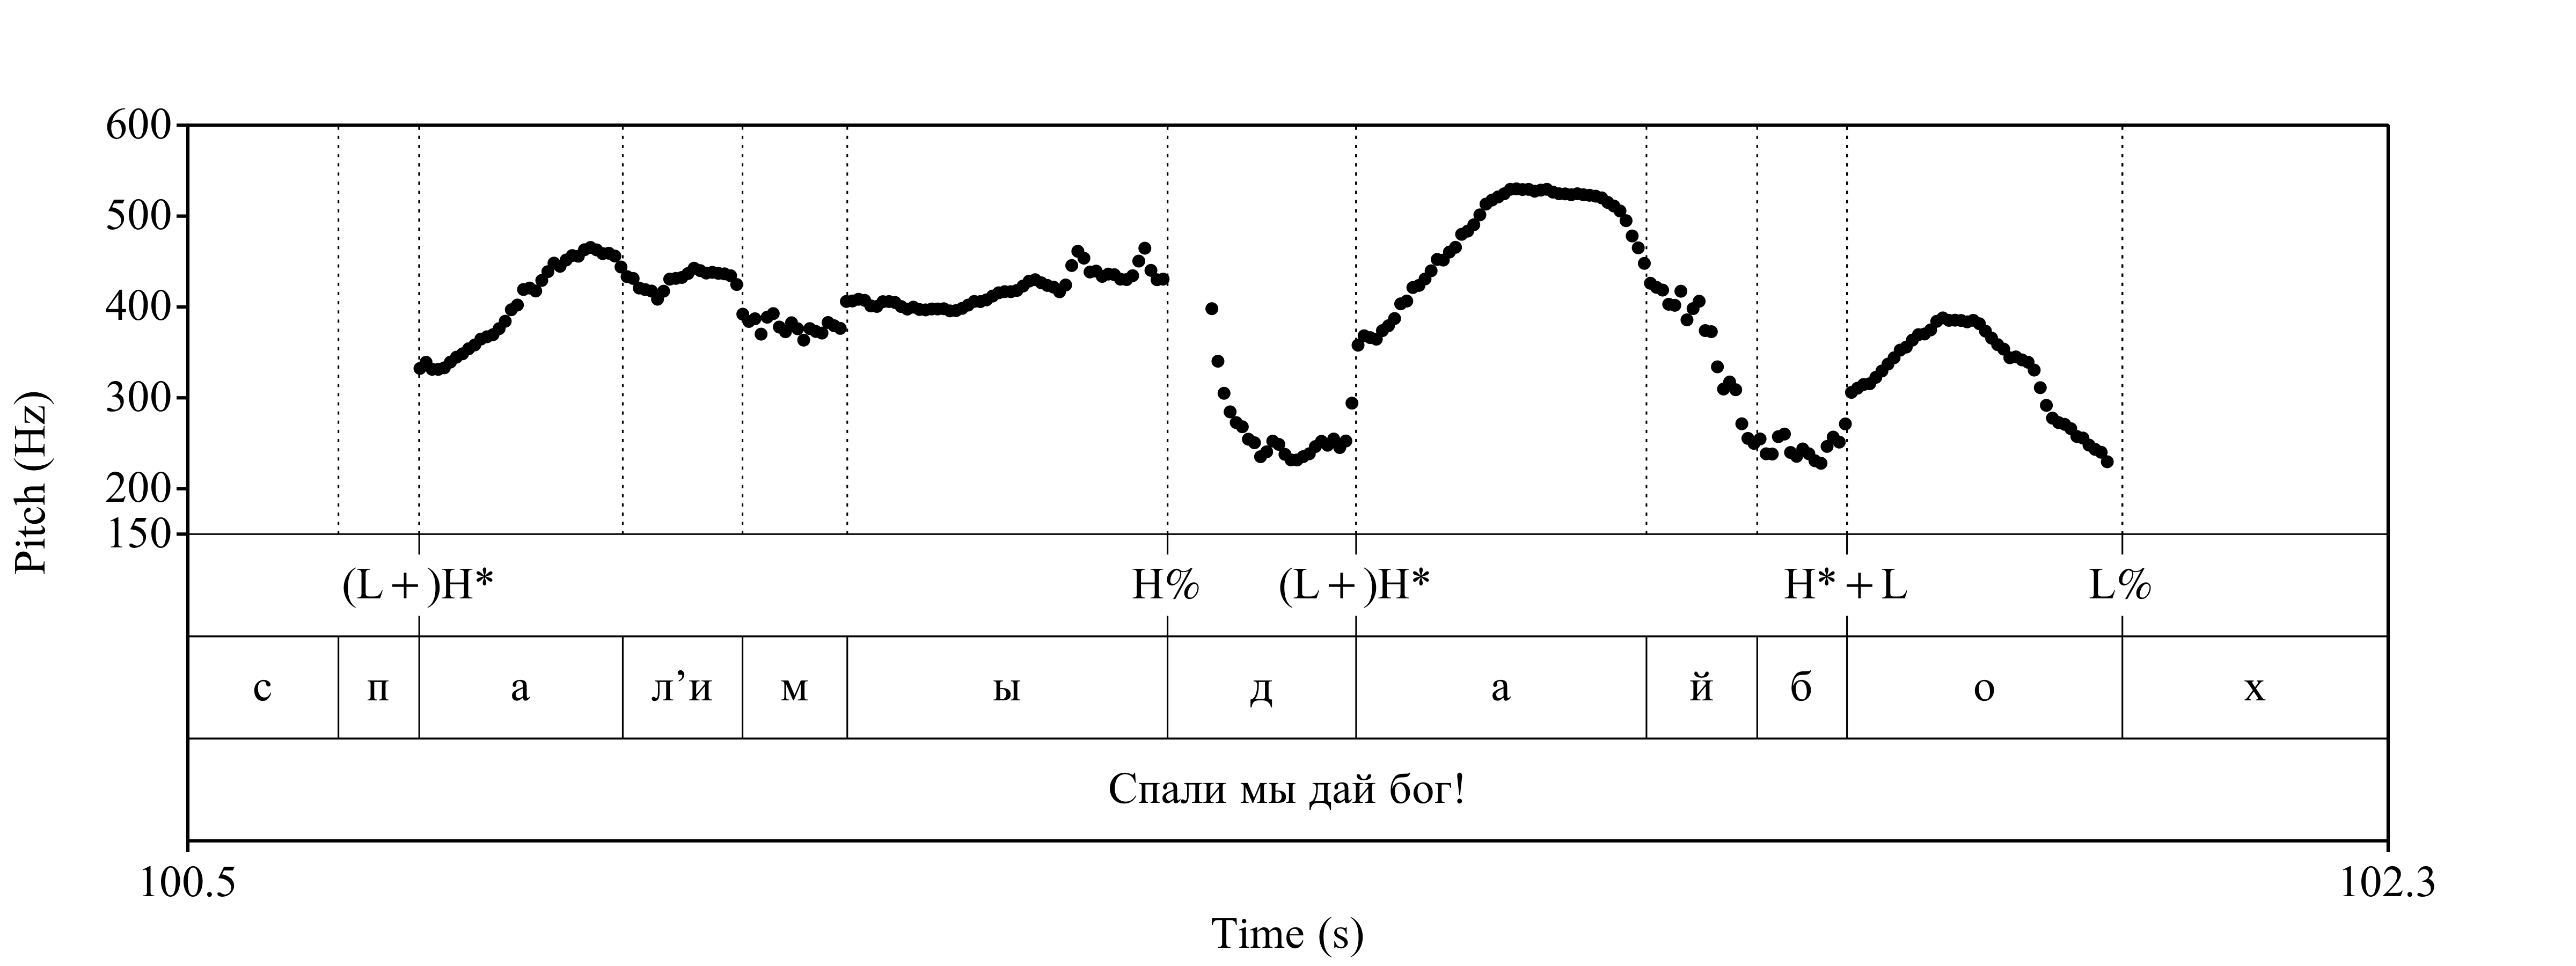 600
500
400
300
200
150
Pitch (Hz)
(L+)H* H% (L+)H* H*+L L%
с п а л’и м ы д а й б о х
Спали мы дай бог!
100.5 102.3
Time (s)